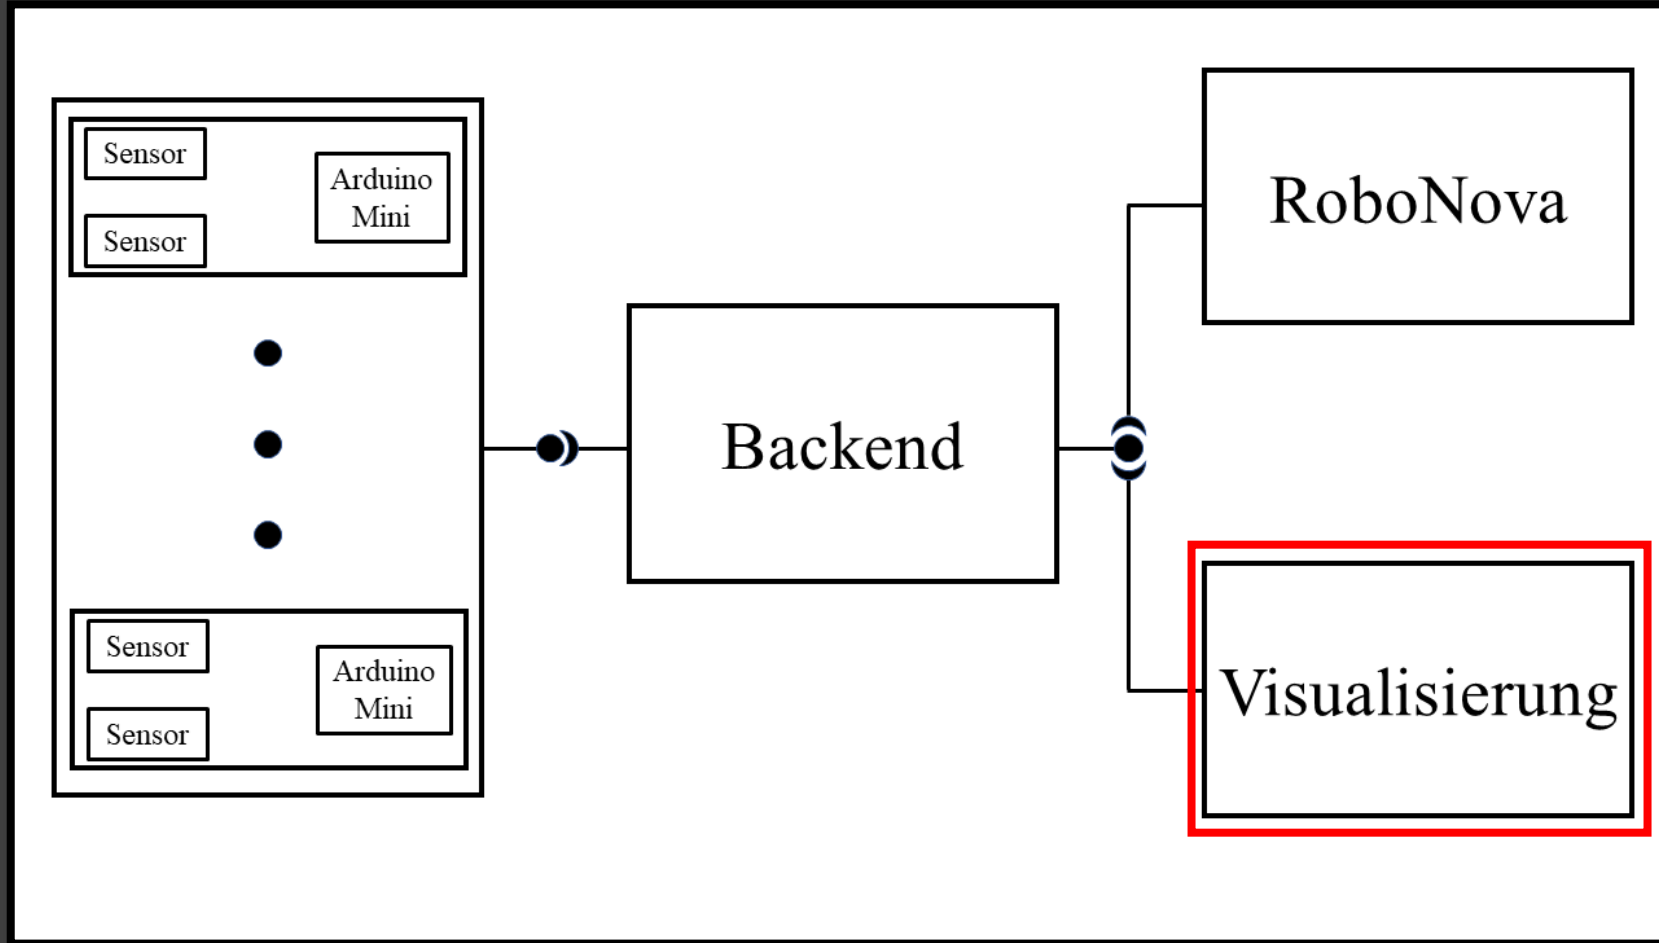 Sensor
Arduino
Mini
Sensor
Sensor
Arduino
Mini
Sensor
Backend
RoboNova
Visualisierung